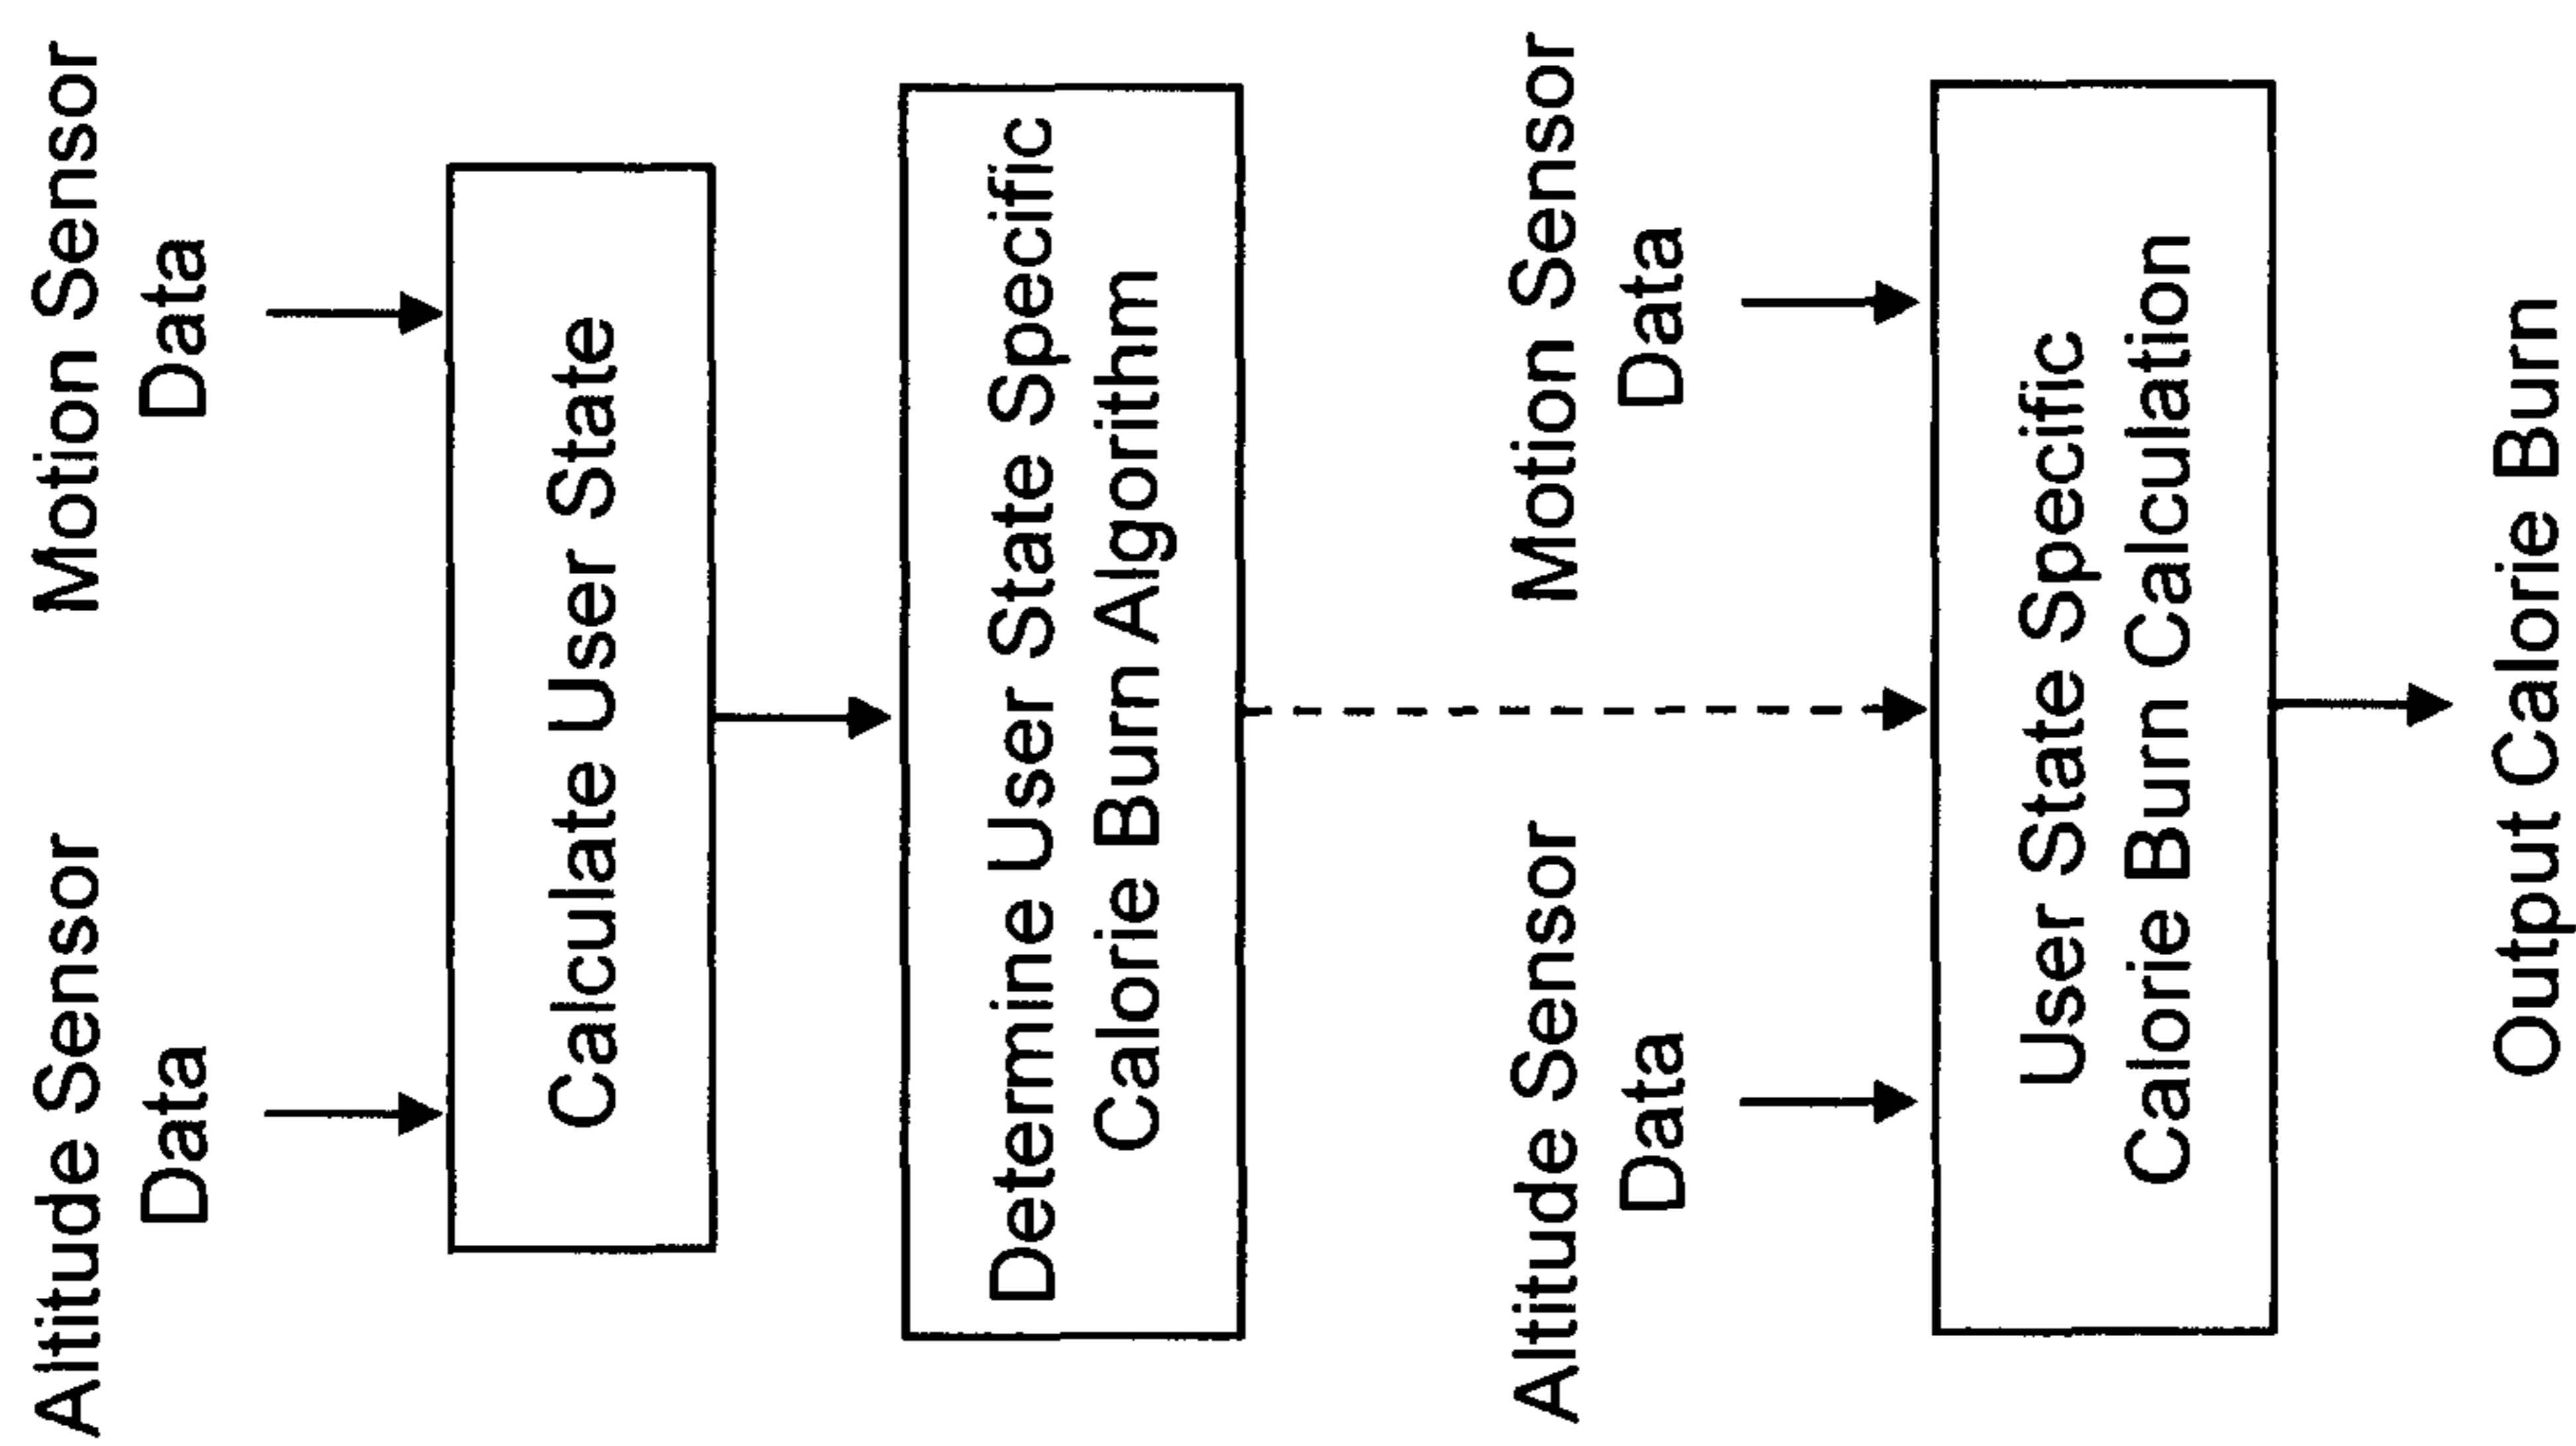 Altitude Sensor
Data
Motion Sensor
Data
Calculate User State
Determine User State Specific
Calorie Burn Algorithm
Altitude Sensor
Data
Motion Sensor
Data
User State Specific
Calorie Burn Calculation
Output Calorie Burn